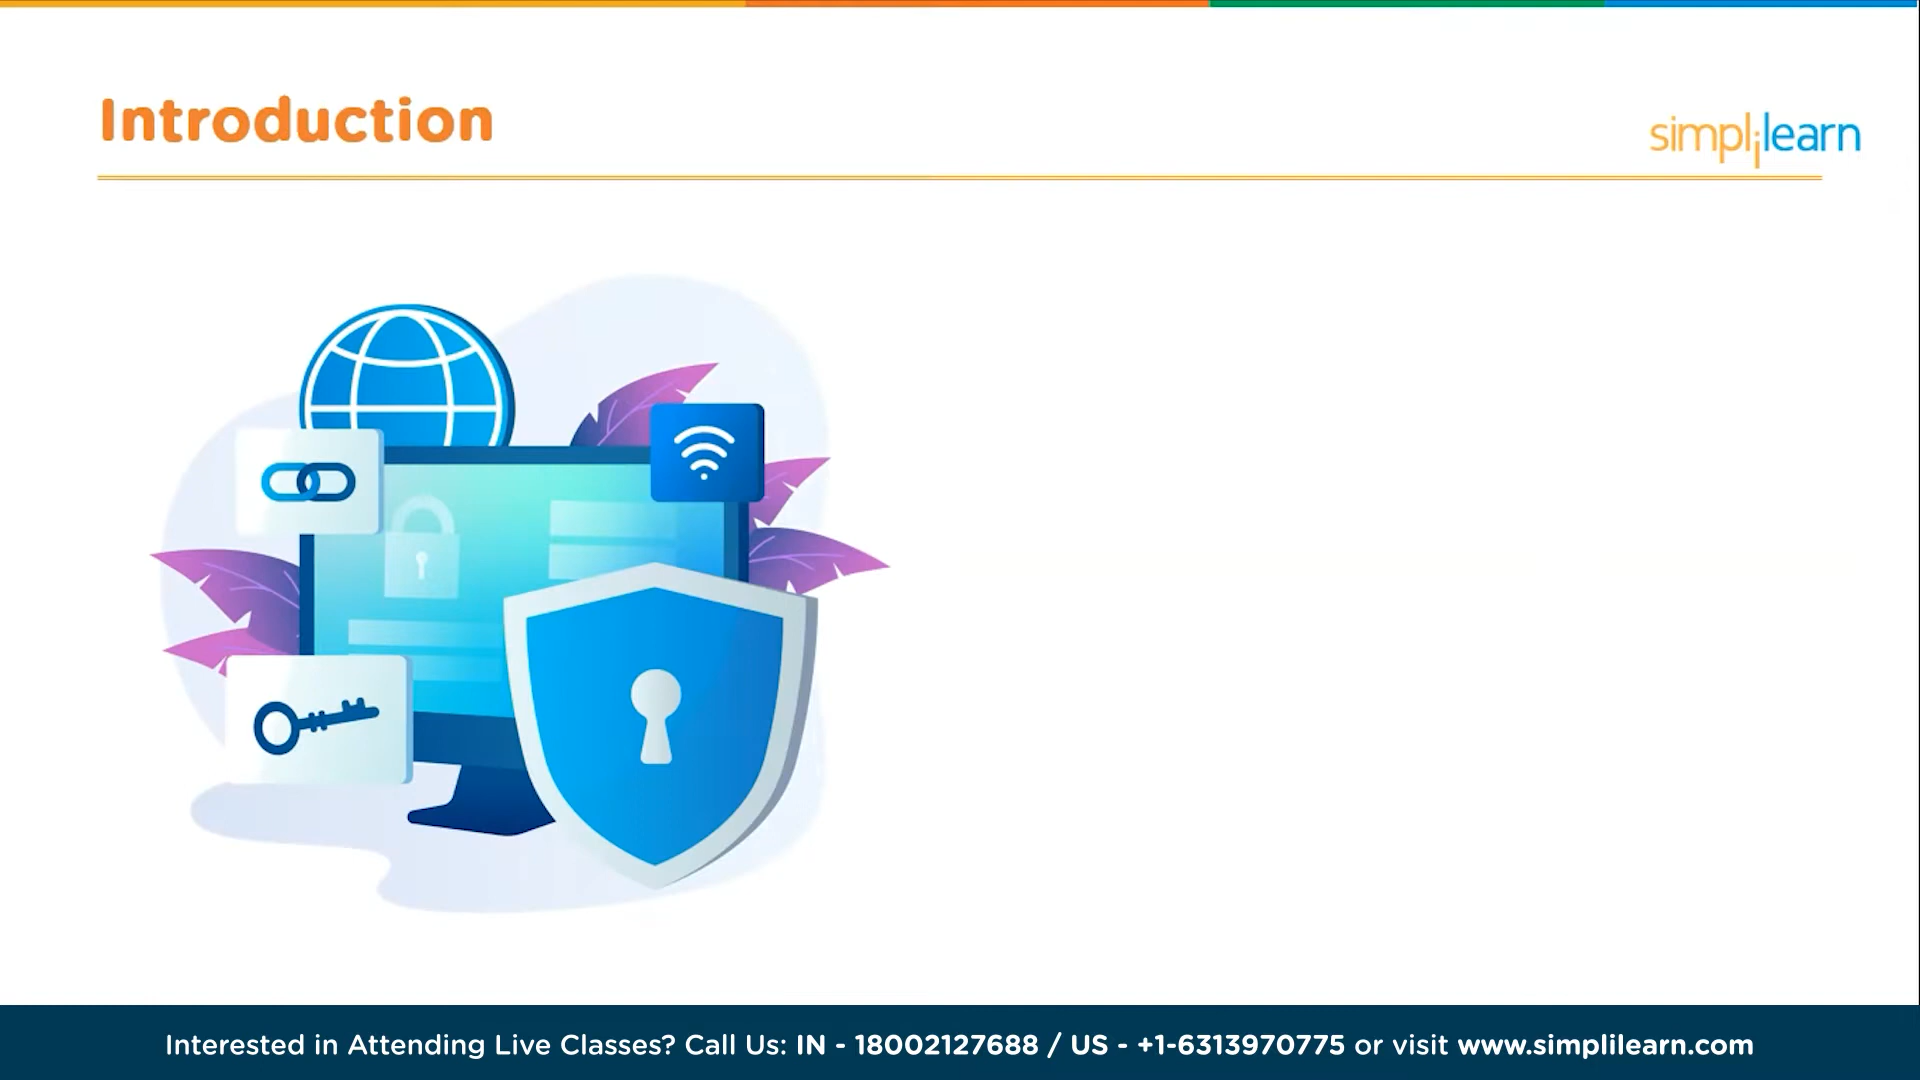 Introduction
simplilearn
Interested in Attending Live Classes? Call Us: IN - 18002127688 / US - +1-6313970775 or visit www.simplilearn.com